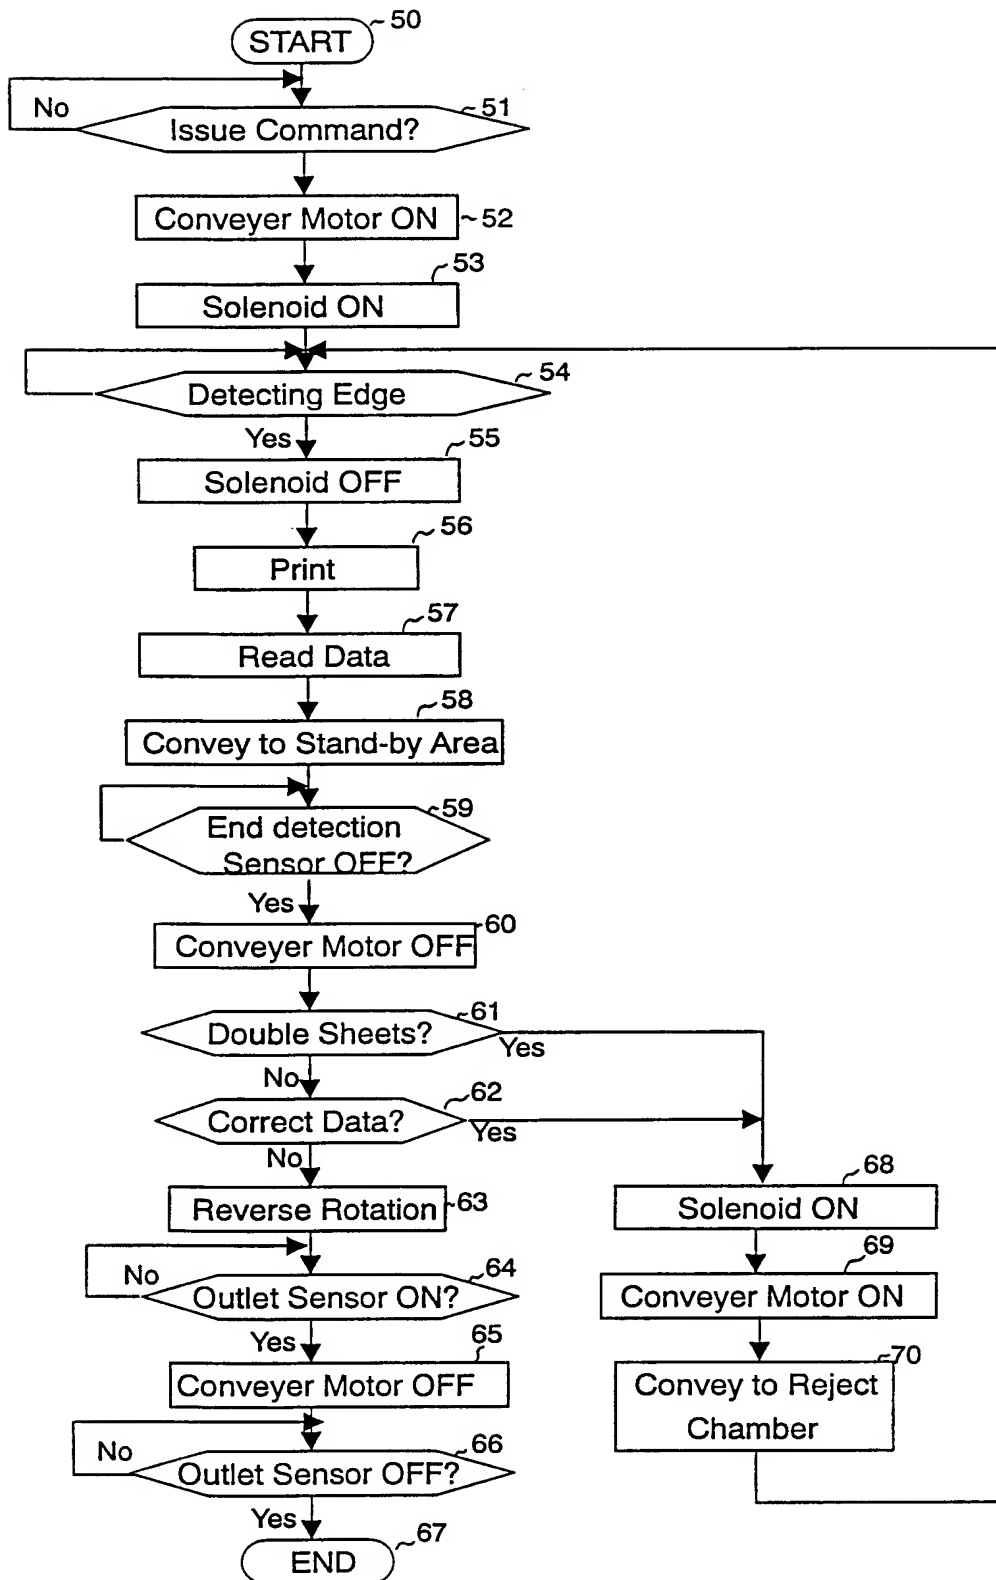 START
50
No
Issue Command?
51
Conveyer Motor ON
52
53
Solenoid ON
Detecting Edge
54
Yes
55
Solenoid OFF
56
Print
57
Read Data
58
Convey to Stand-by Area
59
End detection
Sensor OFF?
Yes
60
Conveyer Motor OFF
61
Double Sheets?
Yes
No
62
Correct Data?
Yes
No
Reverse Rotation
63
68
Solenoid ON
No
64
Outlet Sensor ON?
69
Conveyer Motor ON
Yes
65
Conveyer Motor OFF
70
Convey to Reject
Chamber
No
66
Outlet Sensor OFF?
Yes
67
END